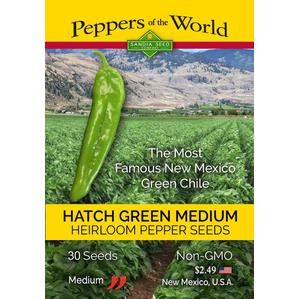 Peppers of the World
SANDIA SEED
COMPANY
The Most
Famous New Mexico
Green Chile
HATCH GREEN MEDIUM
HEIRLOOM PEPPER SEEDS
30 Seeds
Non-GMO
$2.49
Medium
New Mexico, U.S.A.